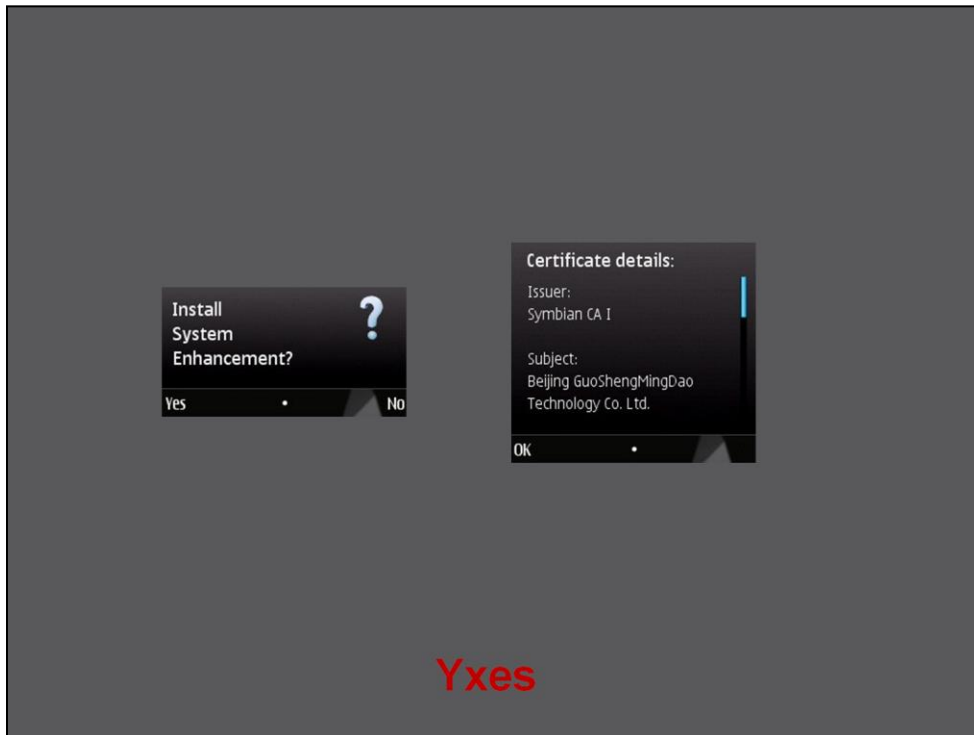 Install
System
Enhancement?
Yes
No
Certificate details:
Issuer:
Symbian CA I
Subject:
Beijing GuoShengMingDao
Technology Co. Ltd.
OK
Yxes